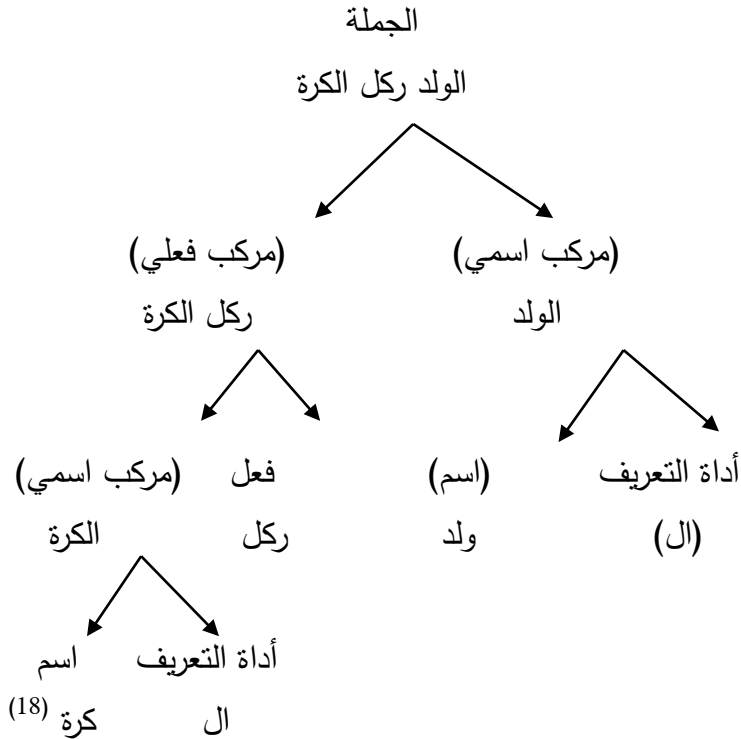 الجملة
الولد ركل الكرة
(مركب اسمي) (مركب فعلي)
الولد ركل الكرة
أداة التعريف (اسم) فعل (مركب اسمي)
(ال) ولد ركل الكرة
أداة التعريف اسم
ال كرة (18)